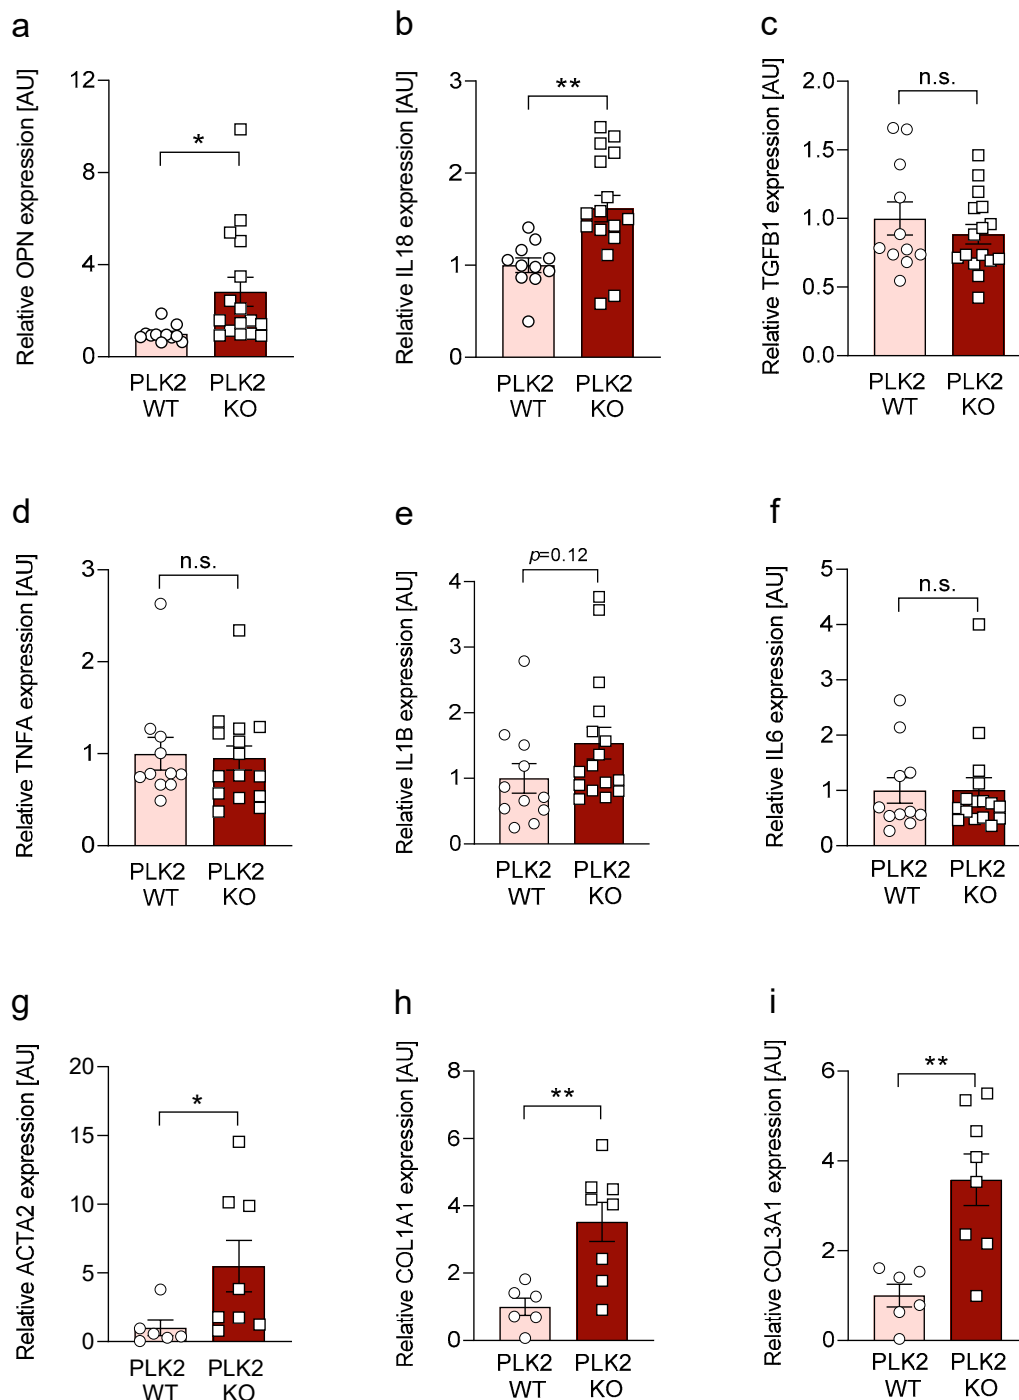 a
Relative OPN expression [AU]
12
8
4
0
*
PLK2 PLK2
WT KO
b
Relative IL18 expression [AU]
3
2
1
0
**
PLK2 PLK2
WT KO
c
Relative TGFB1 expression [AU]
2.0
1.5
1.0
0.5
0.0
n.s.
PLK2 PLK2
WT KO
d
Relative TNFA expression [AU]
3
2
1
0
n.s.
PLK2 PLK2
WT KO
e
Relative IL1B expression [AU]
4
3
2
1
0
p=0.12
PLK2 PLK2
WT KO
f
Relative IL6 expression [AU]
5
4
3
2
1
0
n.s.
PLK2 PLK2
WT KO
g
Relative ACTA2 expression [AU]
20
15
10
5
0
*
PLK2 PLK2
WT KO
h
Relative COL1A1 expression [AU]
8
6
4
2
0
**
PLK2 PLK2
WT KO
i
Relative COL3A1 expression [AU]
6
4
2
0
**
PLK2 PLK2
WT KO